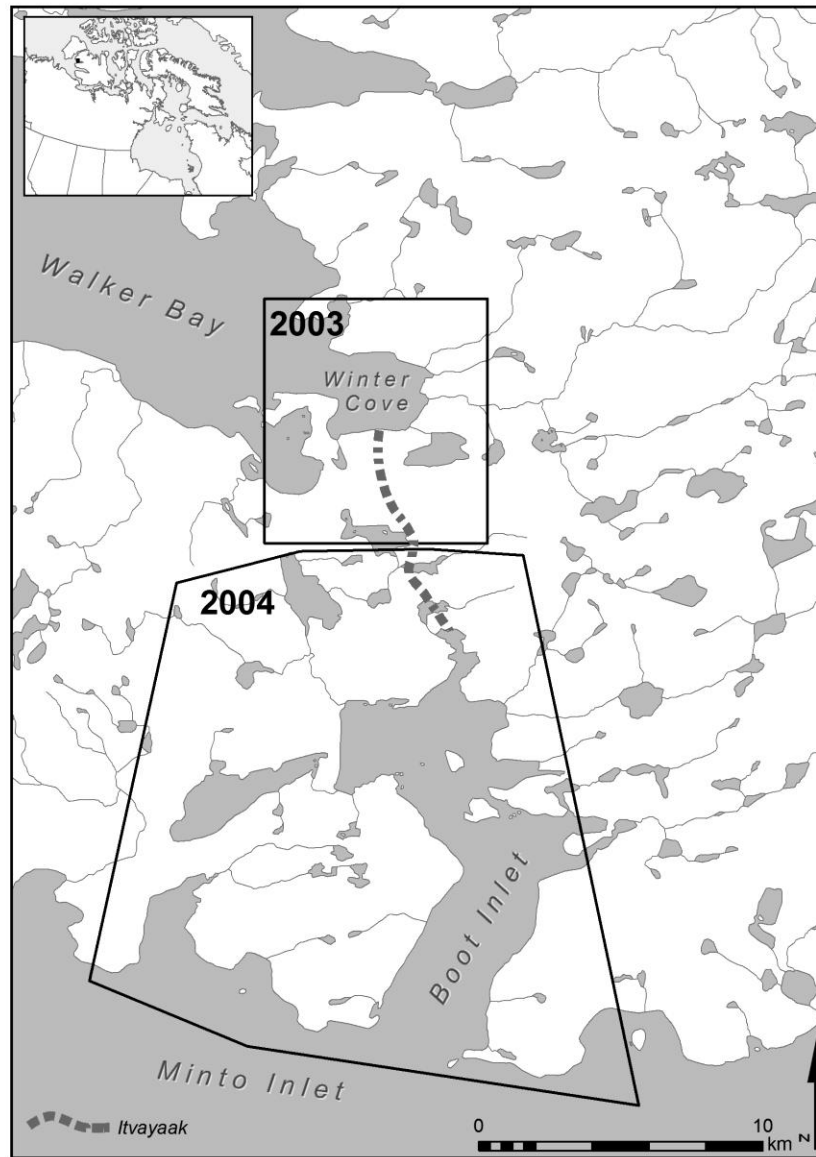 Walker Bay
2003
Winter
Cove
2004
Boot Inlet
Minto Inlet
Itvayaak
0 10
km
N